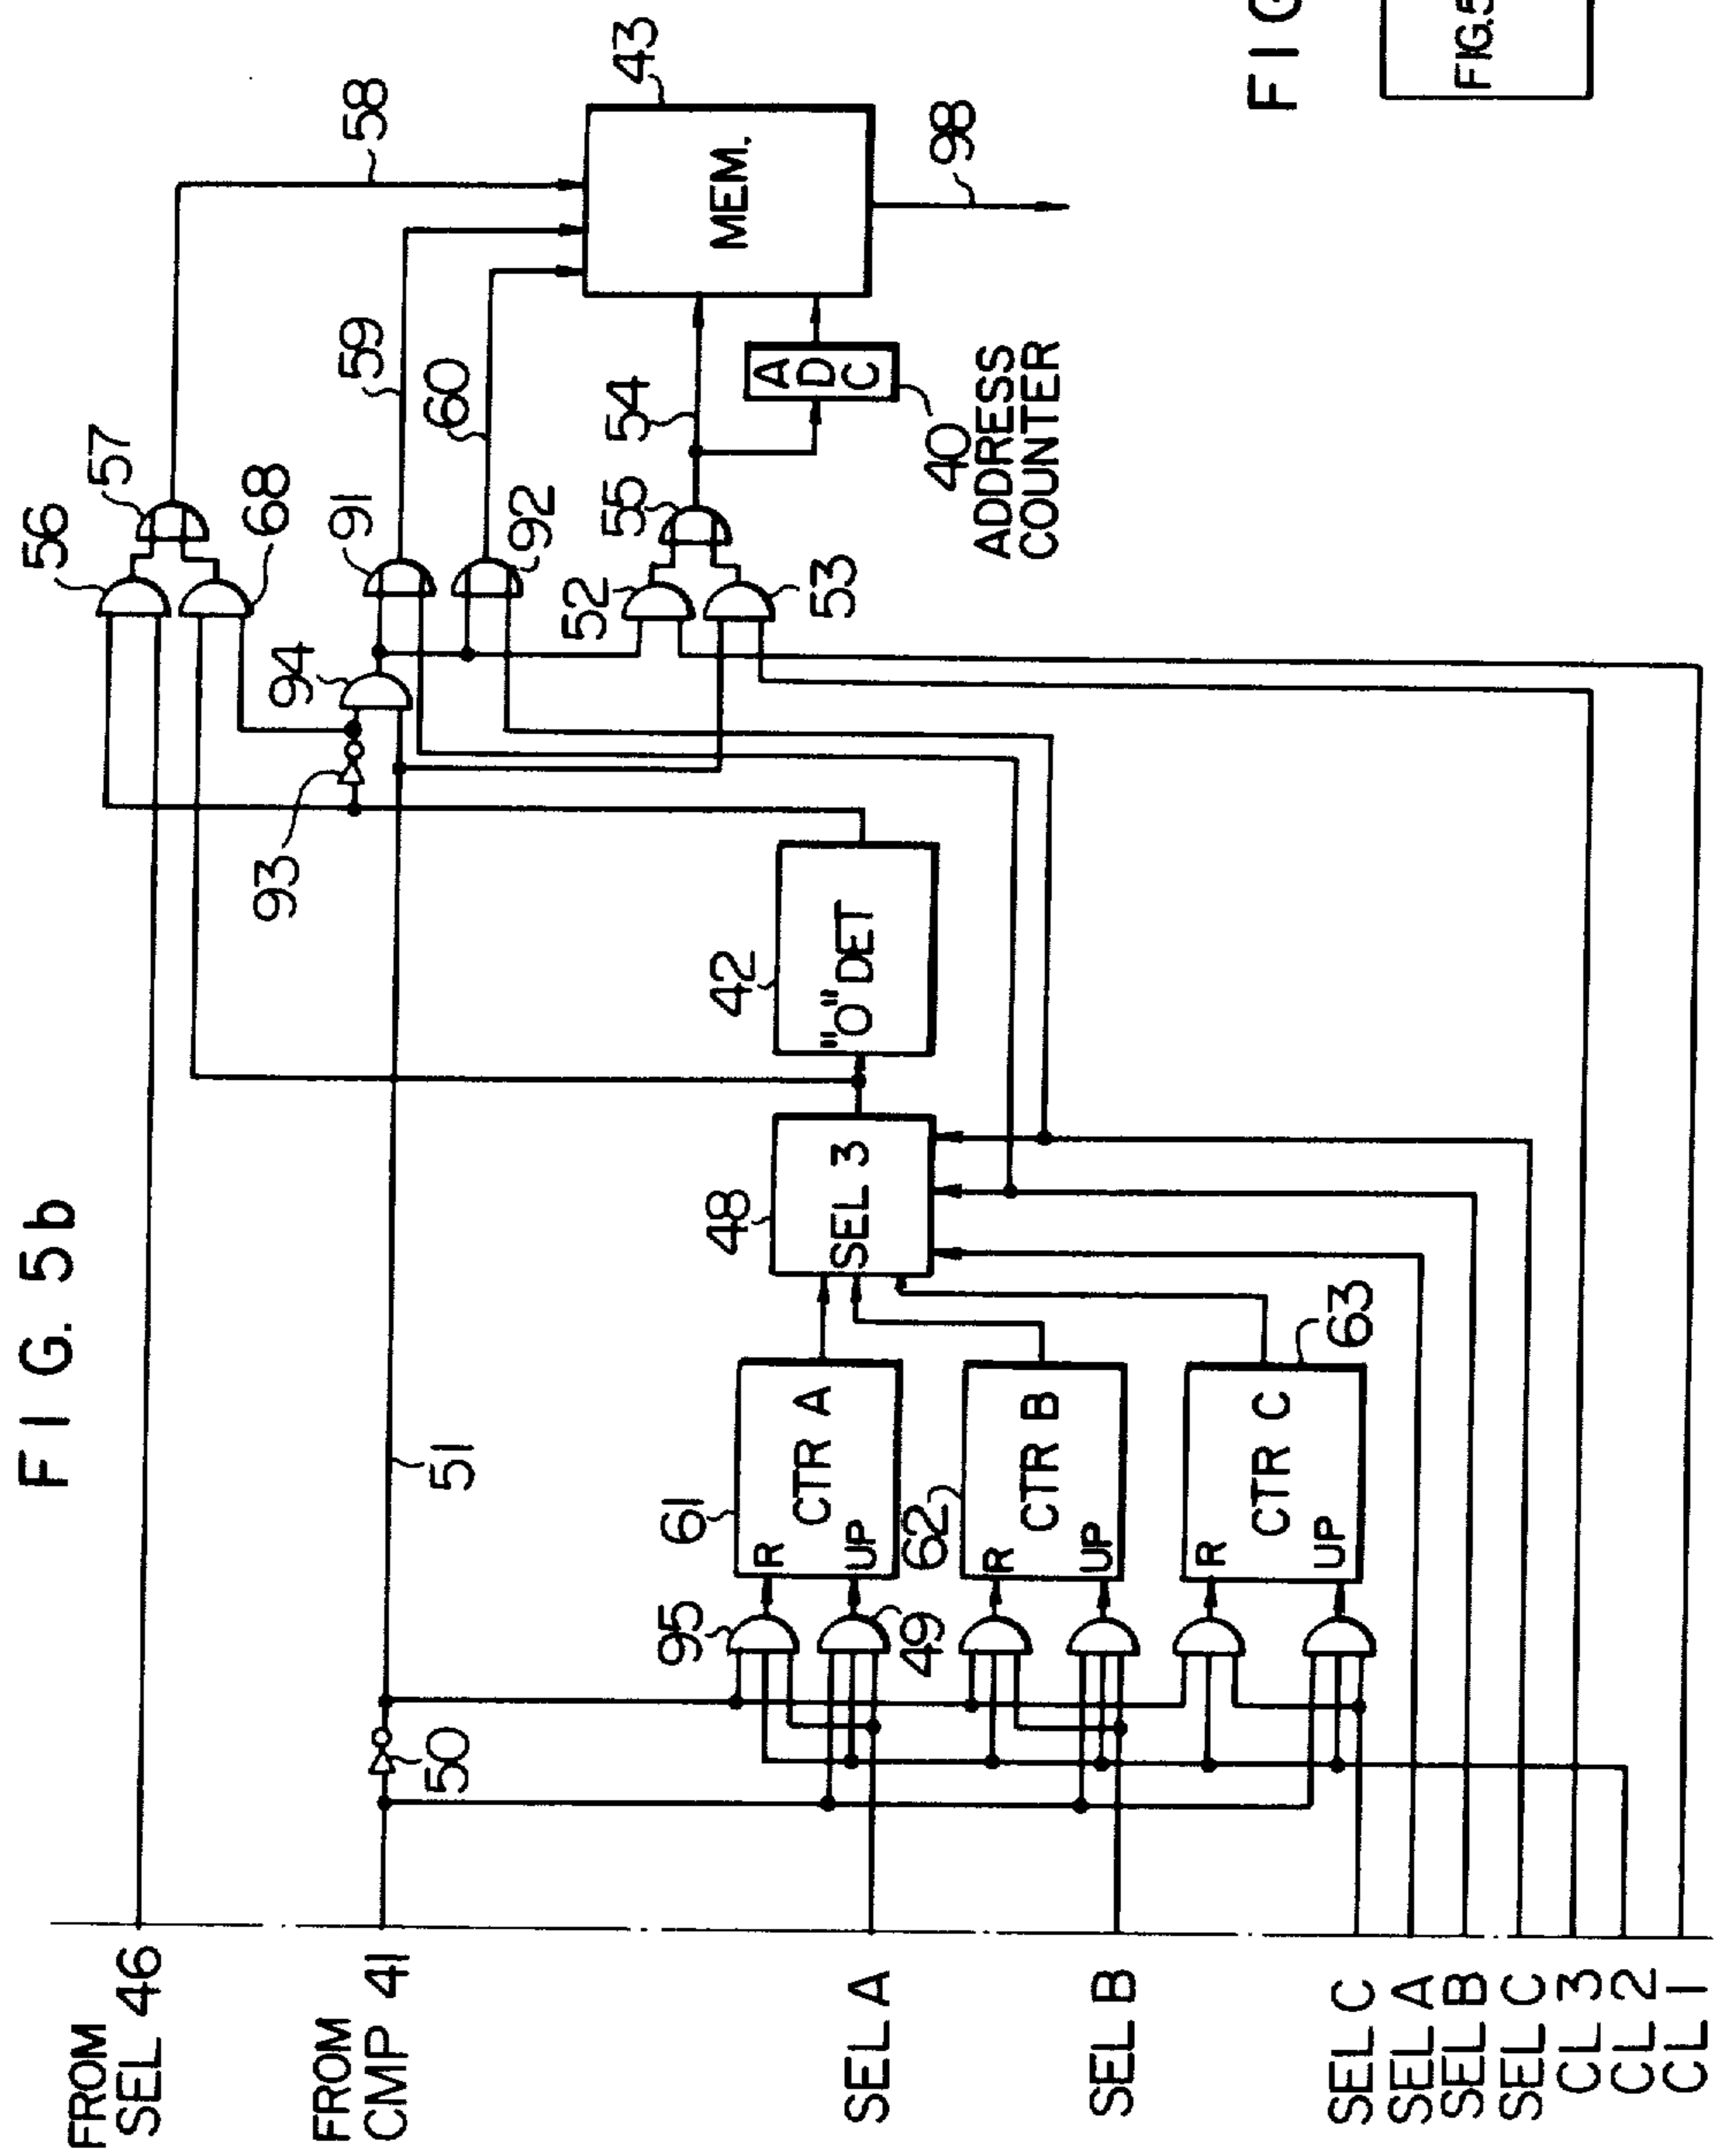 FIG. 5b
FROM
SEL 46
FROM
CMP 41
SEL A
SEL B
SEL C
SEL A
SEL B
SEL C
CL 3
CL 2
CL 1
50
51
95
49
61
R
UP
CTR A
62
R
UP
CTR B
R
UP
CTR C
63
48
SEL 3
42
"0" DET
93
94
56
57
68
91
92
52
53
55
54
59
60
58
ADC
40
ADDRESS
COUNTER
MEM.
43
98
FIG
FIG.5